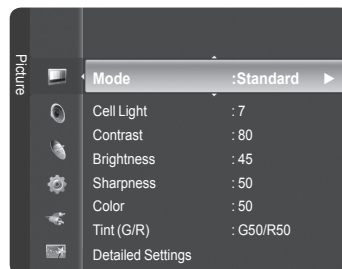 Picture
Mode :Standard ►
Cell Light : 7
Contrast : 80
Brightness : 45
Sharpness : 50
Color : 50
Tint (G/R) : G50/R50
Detailed Settings